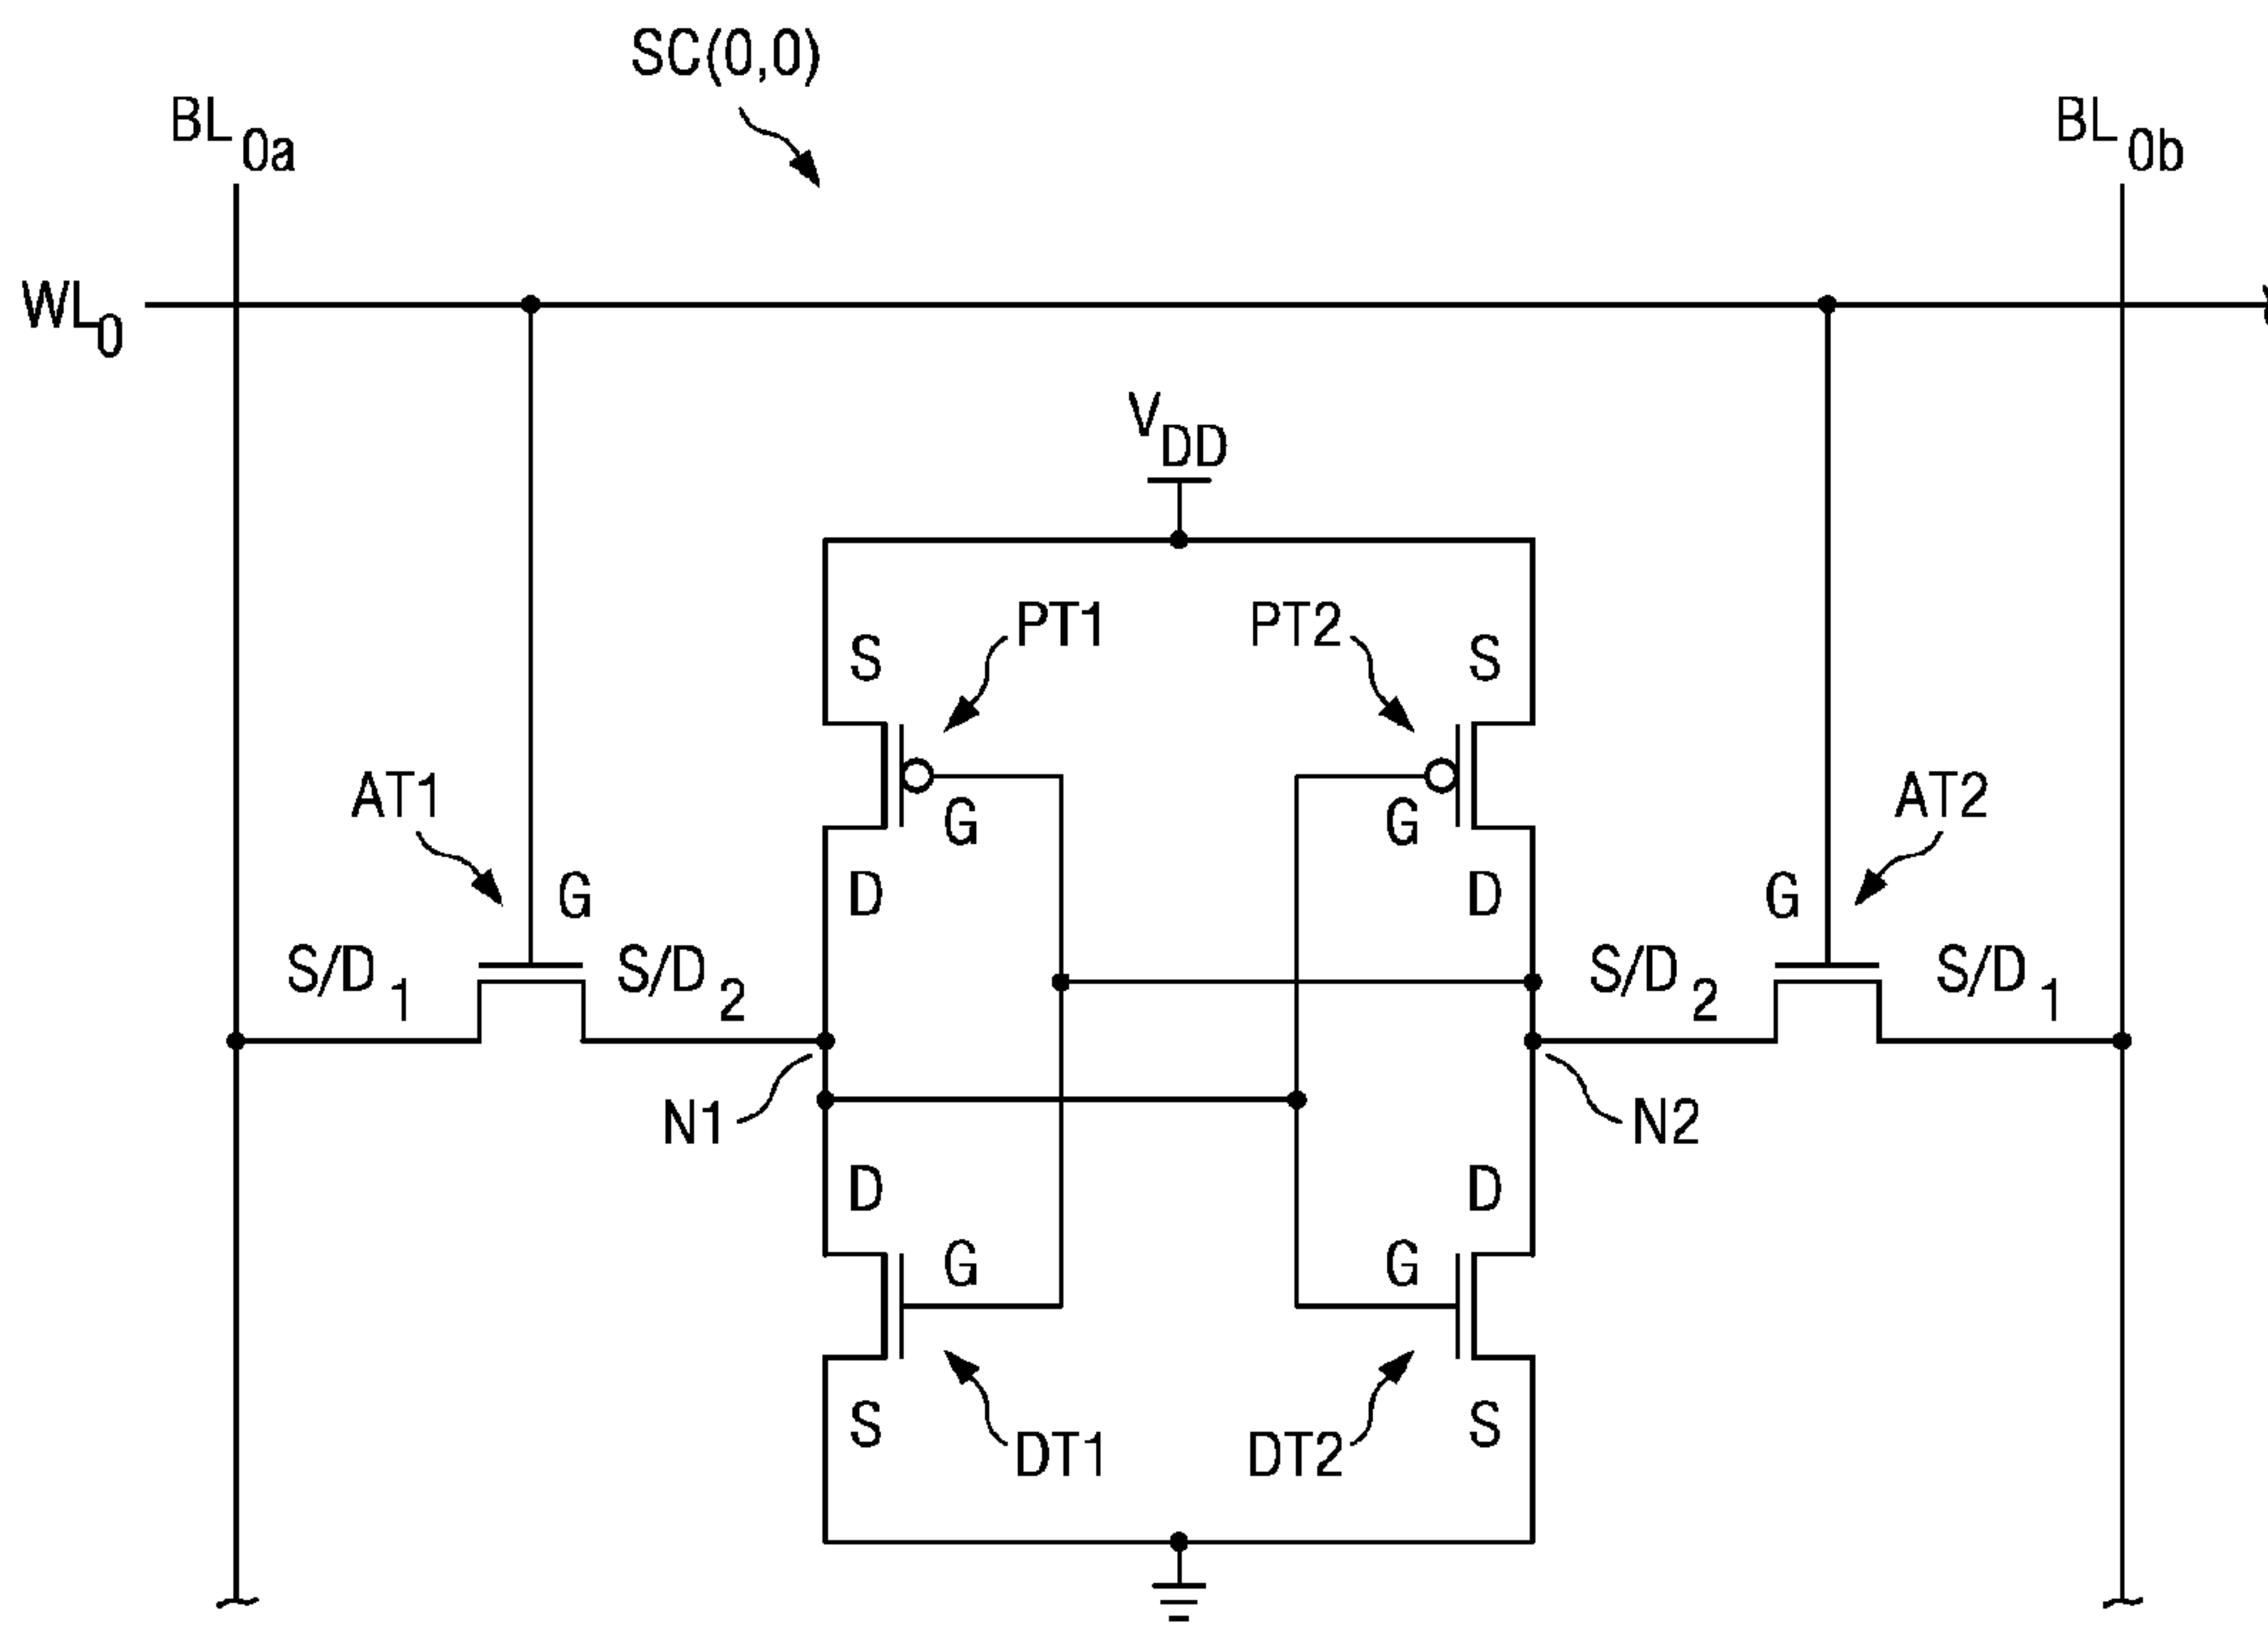 SC(0,0)
BL0a
BL0b
WL0
VDD
PT1
PT2
S
S
AT1
G
G
AT2
D
D
G
G
S/D1
S/D2
S/D2
S/D1
N1
N2
D
D
G
G
S
S
DT1
DT2